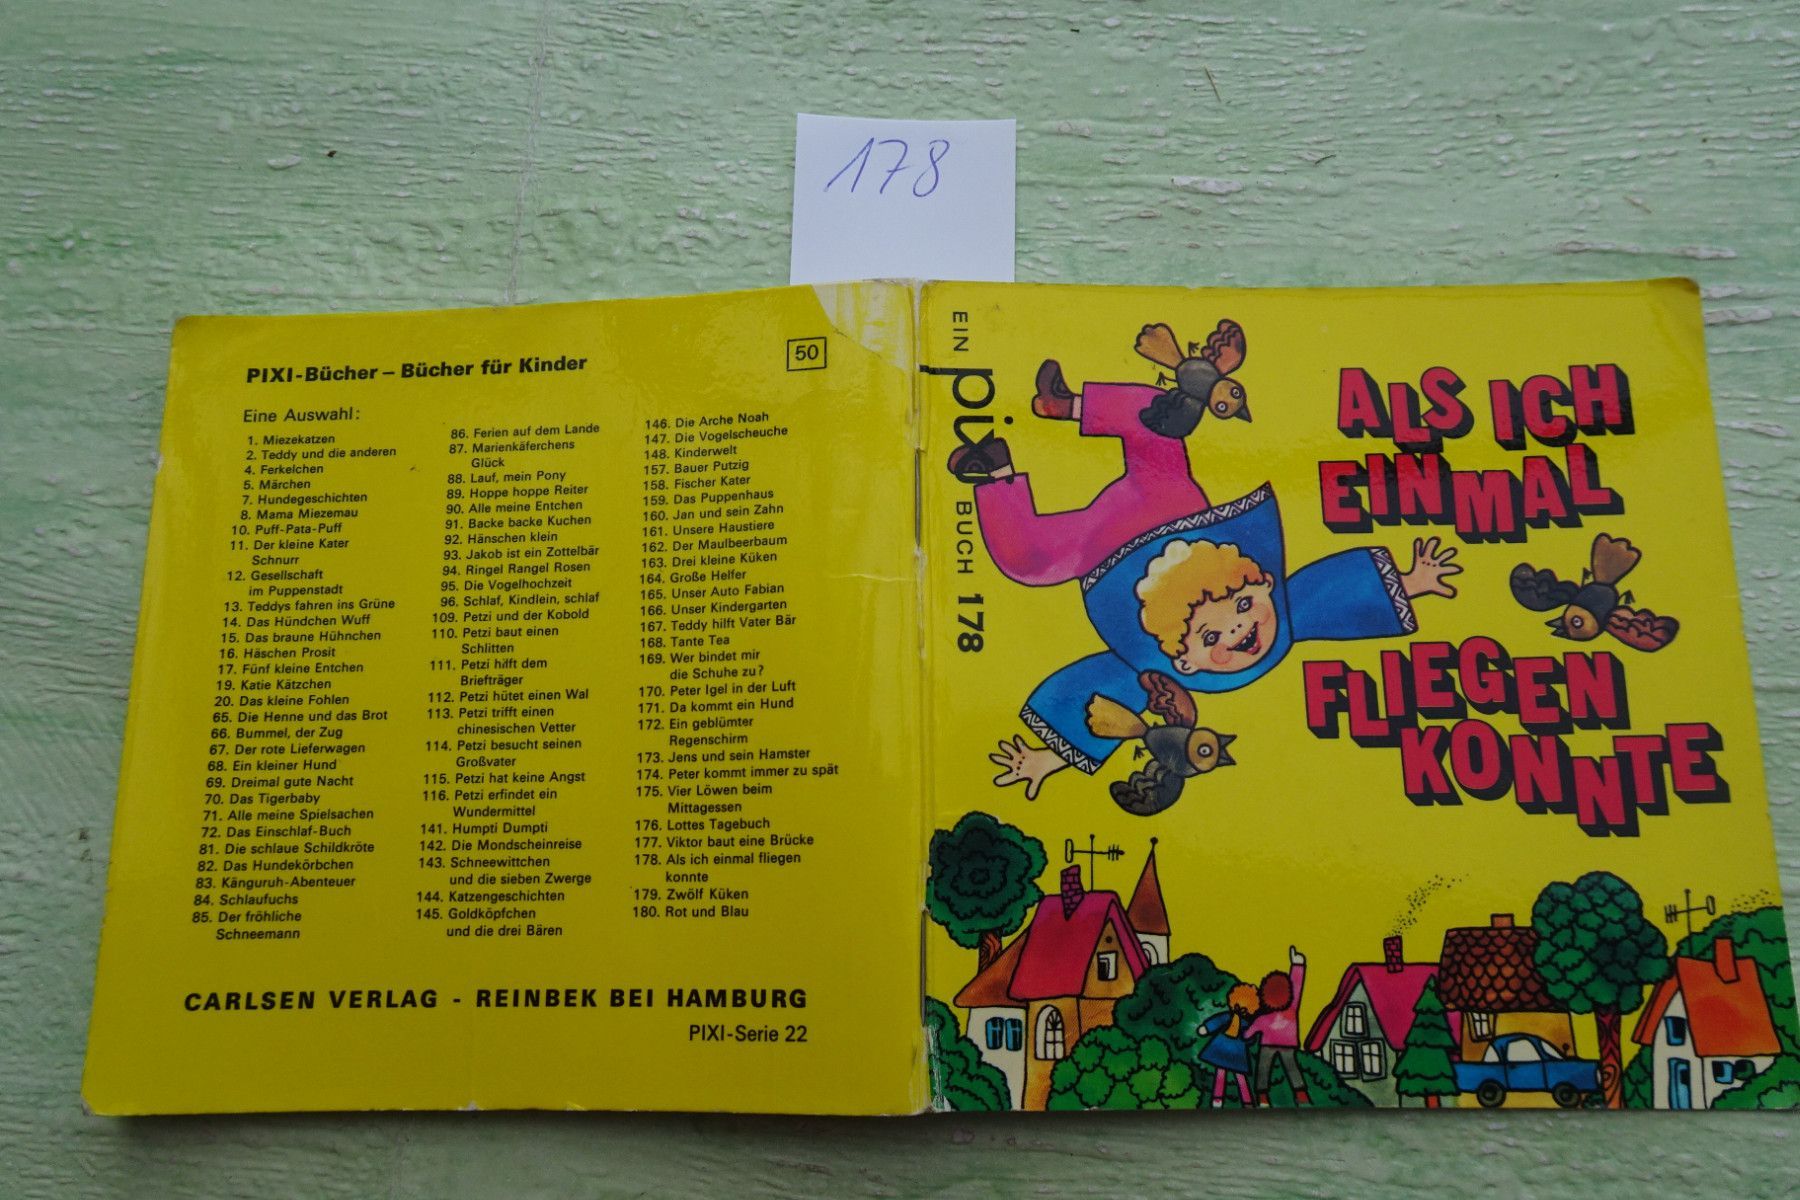 178
PIXI-Bücher – Bücher für Kinder
50
Eine Auswahl:
1. Miezekatzen
2. Teddy und die anderen
4. Ferkelchen
5. Märchen
7. Hundegeschichten
8. Mama Miezemau
10. Puff-Pata-Puff
11. Der kleine Kater
Schnurr
12. Gesellschaft
im Puppenstadt
13. Teddys fahren ins Grüne
14. Das Hündchen Wuff
15. Das braune Hühnchen
16. Häschen Prosit
17. Fünf kleine Entchen
19. Katie Kätzchen
20. Das kleine Fohlen
65. Die Henne und das Brot
66. Bummel, der Zug
67. Der rote Lieferwagen
68. Ein kleiner Hund
69. Dreimal gute Nacht
70. Das Tigerbaby
71. Alle meine Spielsachen
72. Das Einschlaf-Buch
81. Die schlaue Schildkröte
82. Das Hundekörbchen
83. Känguruh-Abenteuer
84. Schlaufuchs
85. Der fröhliche
Schneemann
86. Ferien auf dem Lande
87. Marienkäferchens
Glück
88. Lauf, mein Pony
89. Hoppe hoppe Reiter
90. Alle meine Entchen
91. Backe backe Kuchen
92. Hänschen klein
93. Jakob ist ein Zottelbär
94. Ringel Rangel Rosen
95. Die Vogelhochzeit
96. Schlaf, Kindlein, schlaf
109. Petzi und der Kobold
110. Petzi baut einen
Schlitten
111. Petzi hilft dem
Briefträger
112. Petzi hütet einen Wal
113. Petzi trifft einen
chinesischen Vetter
114. Petzi besucht seinen
Großvater
115. Petzi hat keine Angst
116. Petzi erfindet ein
Wundermittel
141. Humpti Dumpti
142. Die Mondscheinreise
143. Schneewittchen
und die sieben Zwerge
144. Katzengeschichten
145. Goldköpfchen
und die drei Bären
146. Die Arche Noah
147. Die Vogelscheuche
148. Kinderwelt
157. Bauer Putzig
158. Fischer Kater
159. Das Puppenhaus
160. Jan und sein Zahn
161. Unsere Haustiere
162. Der Maulbeerbaum
163. Drei kleine Küken
164. Große Helfer
165. Unser Auto Fabian
166. Unser Kindergarten
167. Teddy hilft Vater Bär
168. Tante Tea
169. Wer bindet mir
die Schuhe zu?
170. Peter Igel in der Luft
171. Da kommt ein Hund
172. Ein geblümter
Regenschirm
173. Jens und sein Hamster
174. Peter kommt immer zu spät
175. Vier Löwen beim
Mittagessen
176. Lottes Tagebuch
177. Viktor baut eine Brücke
178. Als ich einmal fliegen
konnte
179. Zwölf Küken
180. Rot und Blau
CARLSEN VERLAG - REINBEK BEI HAMBURG
PIXI-Serie 22
EIN pixi BUCH 178
ALS ICH
EINMAL
FLIEGEN
KONNTE